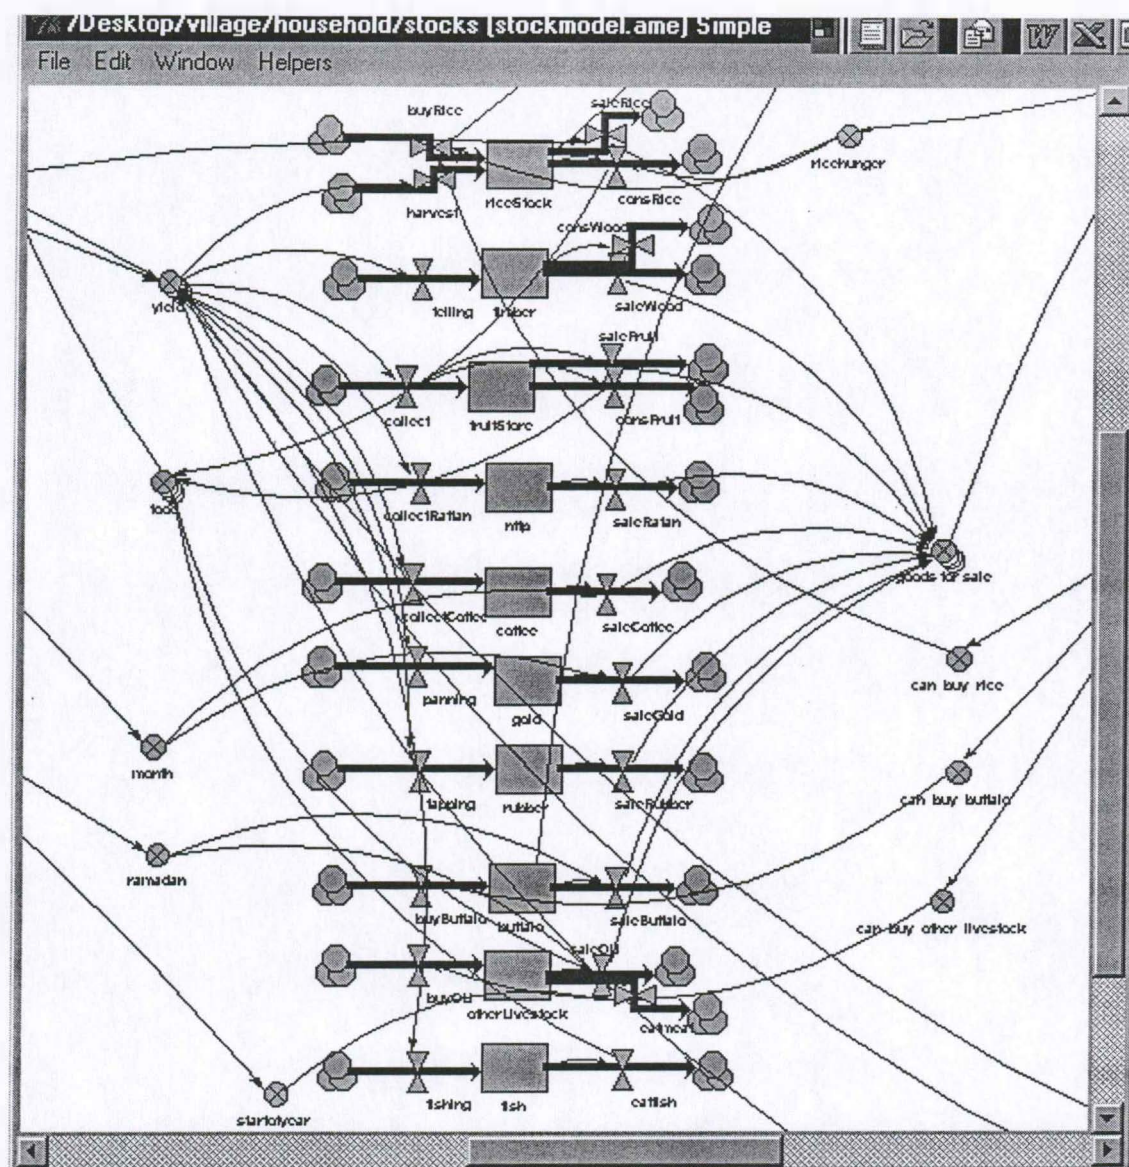 /Desktop/village/household/stocks [stockmodel.ame] Simple
File Edit Window Helpers
buyRice
saleRice
ricehunger
harvest
riceStock
consRice
consWood
yield
felling
timber
saleWood
saleFruit
collect
fruitStore
consFruit
food
collectRattan
ntfp
saleRatan
goods for sale
collectCoffee
coffee
saleCoffee
can buy rice
panning
gold
saleGold
month
tapping
rubber
saleRubber
can buy buffalo
ramadan
buyBuffalo
buffalo
saleBuffalo
can buy other livestock
saleOLI
buyOLI
otherLivestock
eatmeat
fishing
fish
eatfish
startofyear